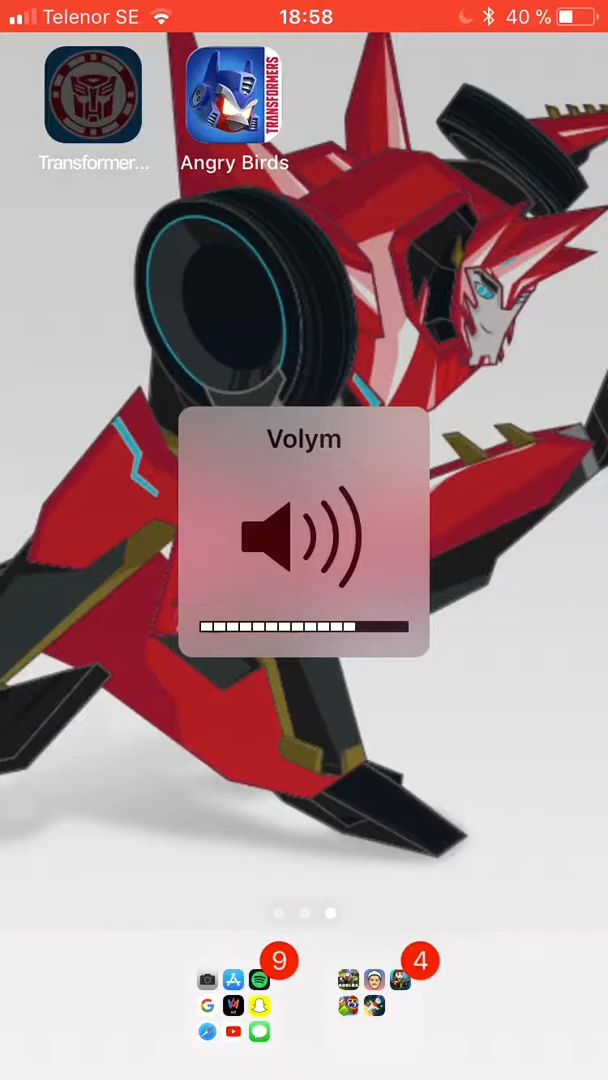 Telenor SE 18:58 40 %
TRANSFORMERS
Transformer... Angry Birds
Volym
9 4